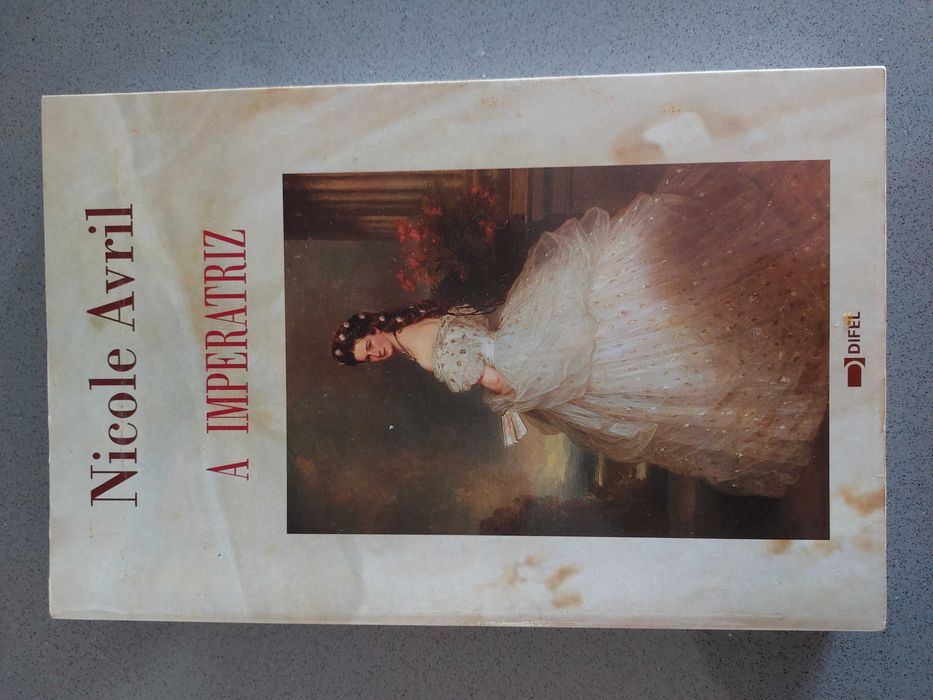 Nicole Avril
A IMPERATRIZ
DIFEL